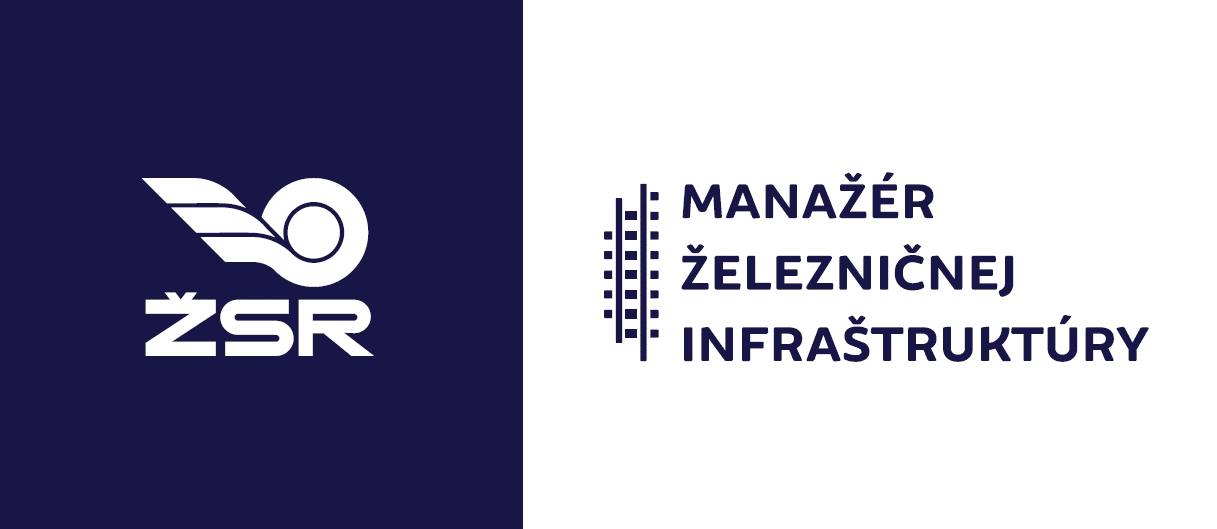 ŽSR
MANAŽÉR
ŽELEZNIČNEJ
INFRAŠTRUKTÚRY